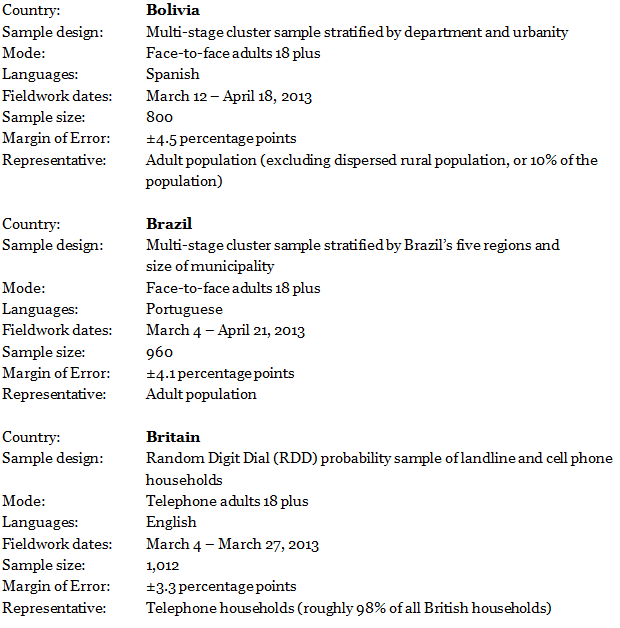 Country: Bolivia
Sample design: Multi-stage cluster sample stratified by department and urbanity
Mode: Face-to-face adults 18 plus
Languages: Spanish
Fieldwork dates: March 12 – April 18, 2013
Sample size: 800
Margin of Error: ±4.5 percentage points
Representative: Adult population (excluding dispersed rural population, or 10% of the
population)
Country: Brazil
Sample design: Multi-stage cluster sample stratified by Brazil’s five regions and
size of municipality
Mode: Face-to-face adults 18 plus
Languages: Portuguese
Fieldwork dates: March 4 – April 21, 2013
Sample size: 960
Margin of Error: ±4.1 percentage points
Representative: Adult population
Country: Britain
Sample design: Random Digit Dial (RDD) probability sample of landline and cell phone
households
Mode: Telephone adults 18 plus
Languages: English
Fieldwork dates: March 4 – March 27, 2013
Sample size: 1,012
Margin of Error: ±3.3 percentage points
Representative: Telephone households (roughly 98% of all British households)